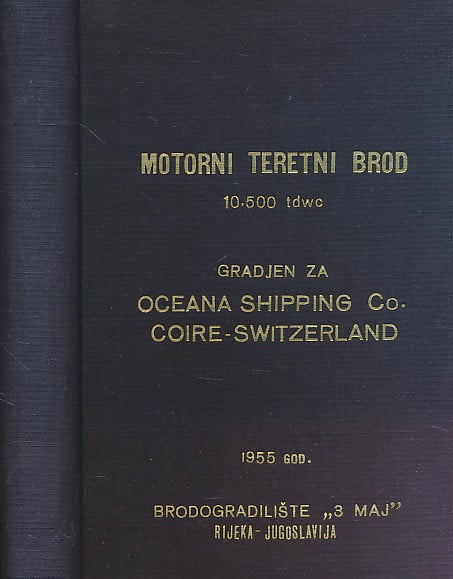 MOTORNI TERETNI BROD
10.500 tdwc
GRADJEN ZA
OCEANA SHIPPING Co.
COIRE-SWITZERLAND
1955 GOD.
BRODOGRADILIŠTE „3 MAJ”
RIJEKA-JUGOSLAVIJA